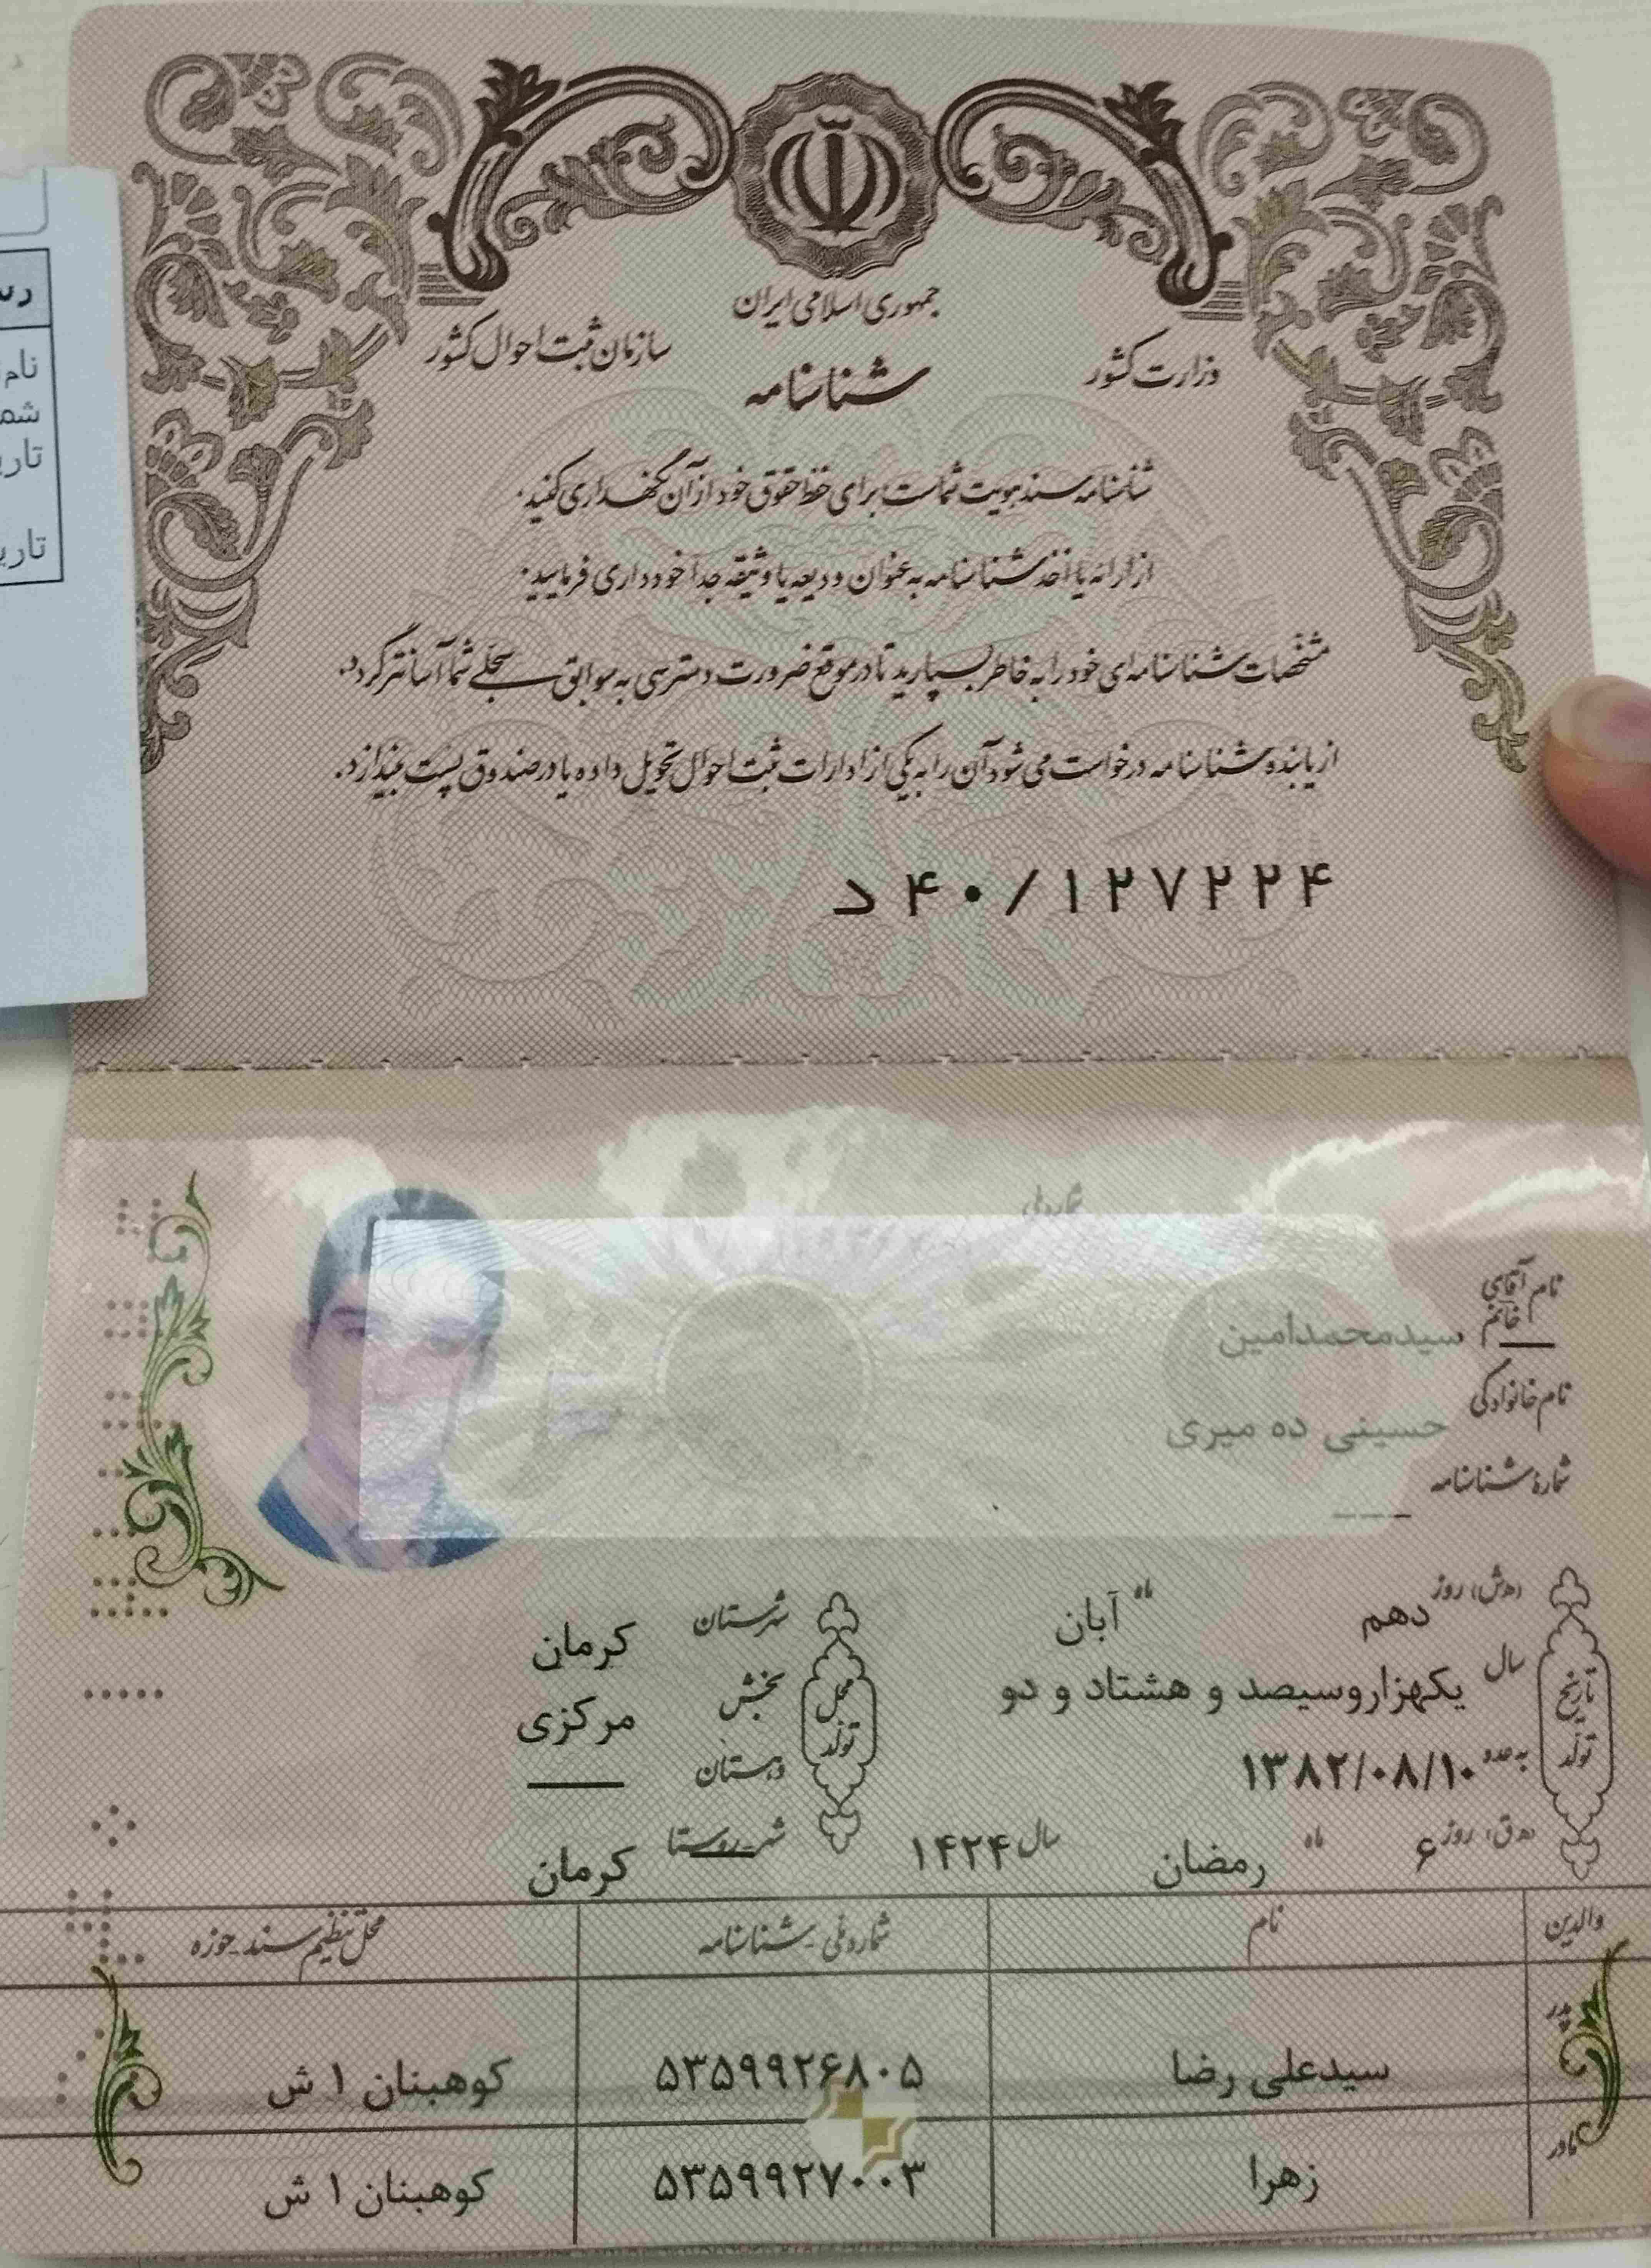 جمهوری اسلامی ایران
وزارت کشور
سازمان ثبت احوال کشور
شناسنامه
شناسنامه سند هویت شماست برای حفظ حقوق خود از آن نگهداری کنید.
از ارائه یا اخذ شناسنامه به عنوان ودیعه یا وثیقه جداً خودداری فرمایید.
مشخصات شناسنامه‌ای خود را به خاطر بسپارید تا در موقع ضرورت دسترسی به سوابق سجلی شما آسانتر گردد.
از یابنده شناسنامه درخواست می شود آن را به یکی از ادارات ثبت احوال تحویل داده یا در صندوق پست بیندازد.
د ۴۰/۱۲۷۲۲۴
شماره ملی
نام آقای خانم سیدمحمدامین
نام خانوادگی حسینی ده میری
شمارهٔ شناسنامه ---
تاریخ تولد
(ه.ش) روز دهم ماه آبان
سال یکهزاروسیصد و هشتاد و دو
به عدد ۱۳۸۲/۰۸/۱۰
(ه.ق) روز ۶ ماه رمضان سال ۱۴۲۴
محل تولد
شهرستان کرمان
بخش مرکزی
دهستان ——
شهر-روستا کرمان
والدین نام شماره ملی - شناسنامه محل تنظیم سند-حوزه
پدر سیدعلی رضا ۵۳۵۹۹۲۶۸۰۵ کوهبنان ۱ ش
مادر زهرا ۵۳۵۹۹۲۷۰۰۳ کوهبنان ۱ ش
نام